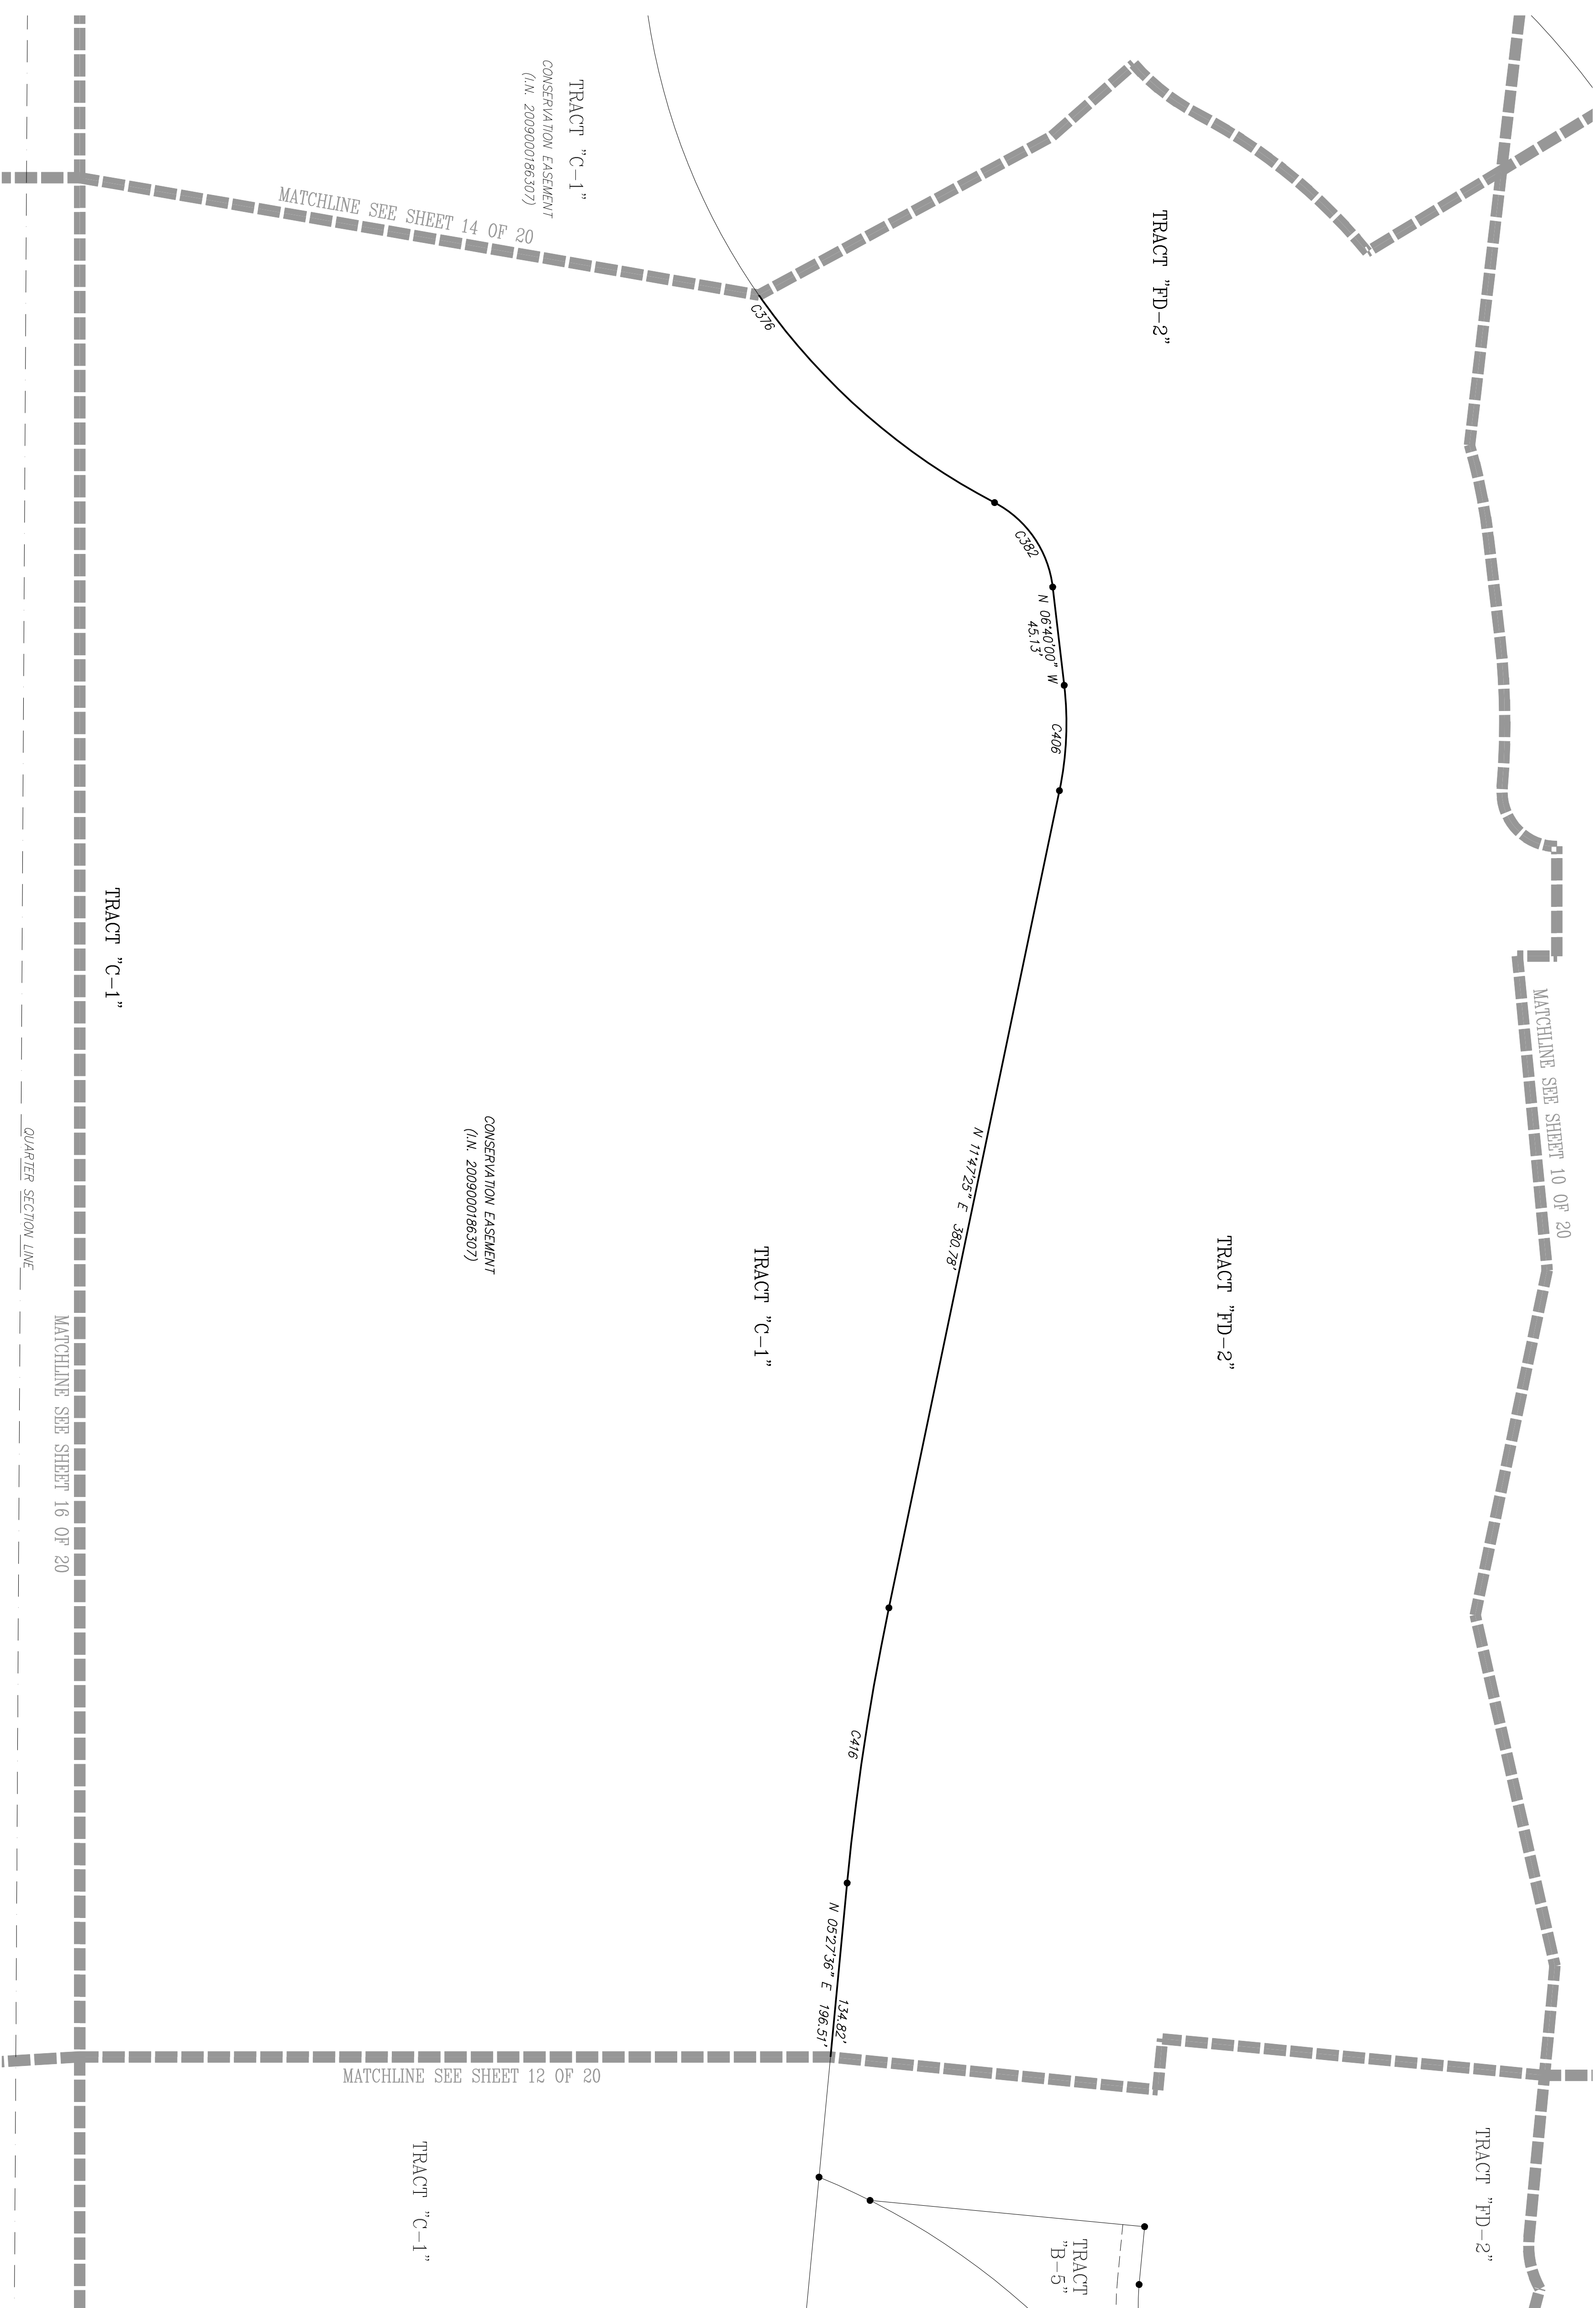 TRACT "C-1"
CONSERVATION EASEMENT
(I.N. 2009000186307)
MATCHLINE SEE SHEET 14 OF 20
TRACT "FD-2"
C376
C382
N 06°40'00" W
45.13'
C406
TRACT "C-1"
MATCHLINE SEE SHEET 10 OF 20
N 11°47'25" E 380.78'
CONSERVATION EASEMENT
(I.N. 2009000186307)
QUARTER SECTION LINE
TRACT "C-1"
TRACT "FD-2"
MATCHLINE SEE SHEET 16 OF 20
C416
134.82'
N 05°27'36" E 196.51'
MATCHLINE SEE SHEET 12 OF 20
TRACT "C-1"
TRACT "FD-2"
TRACT
"B-5"